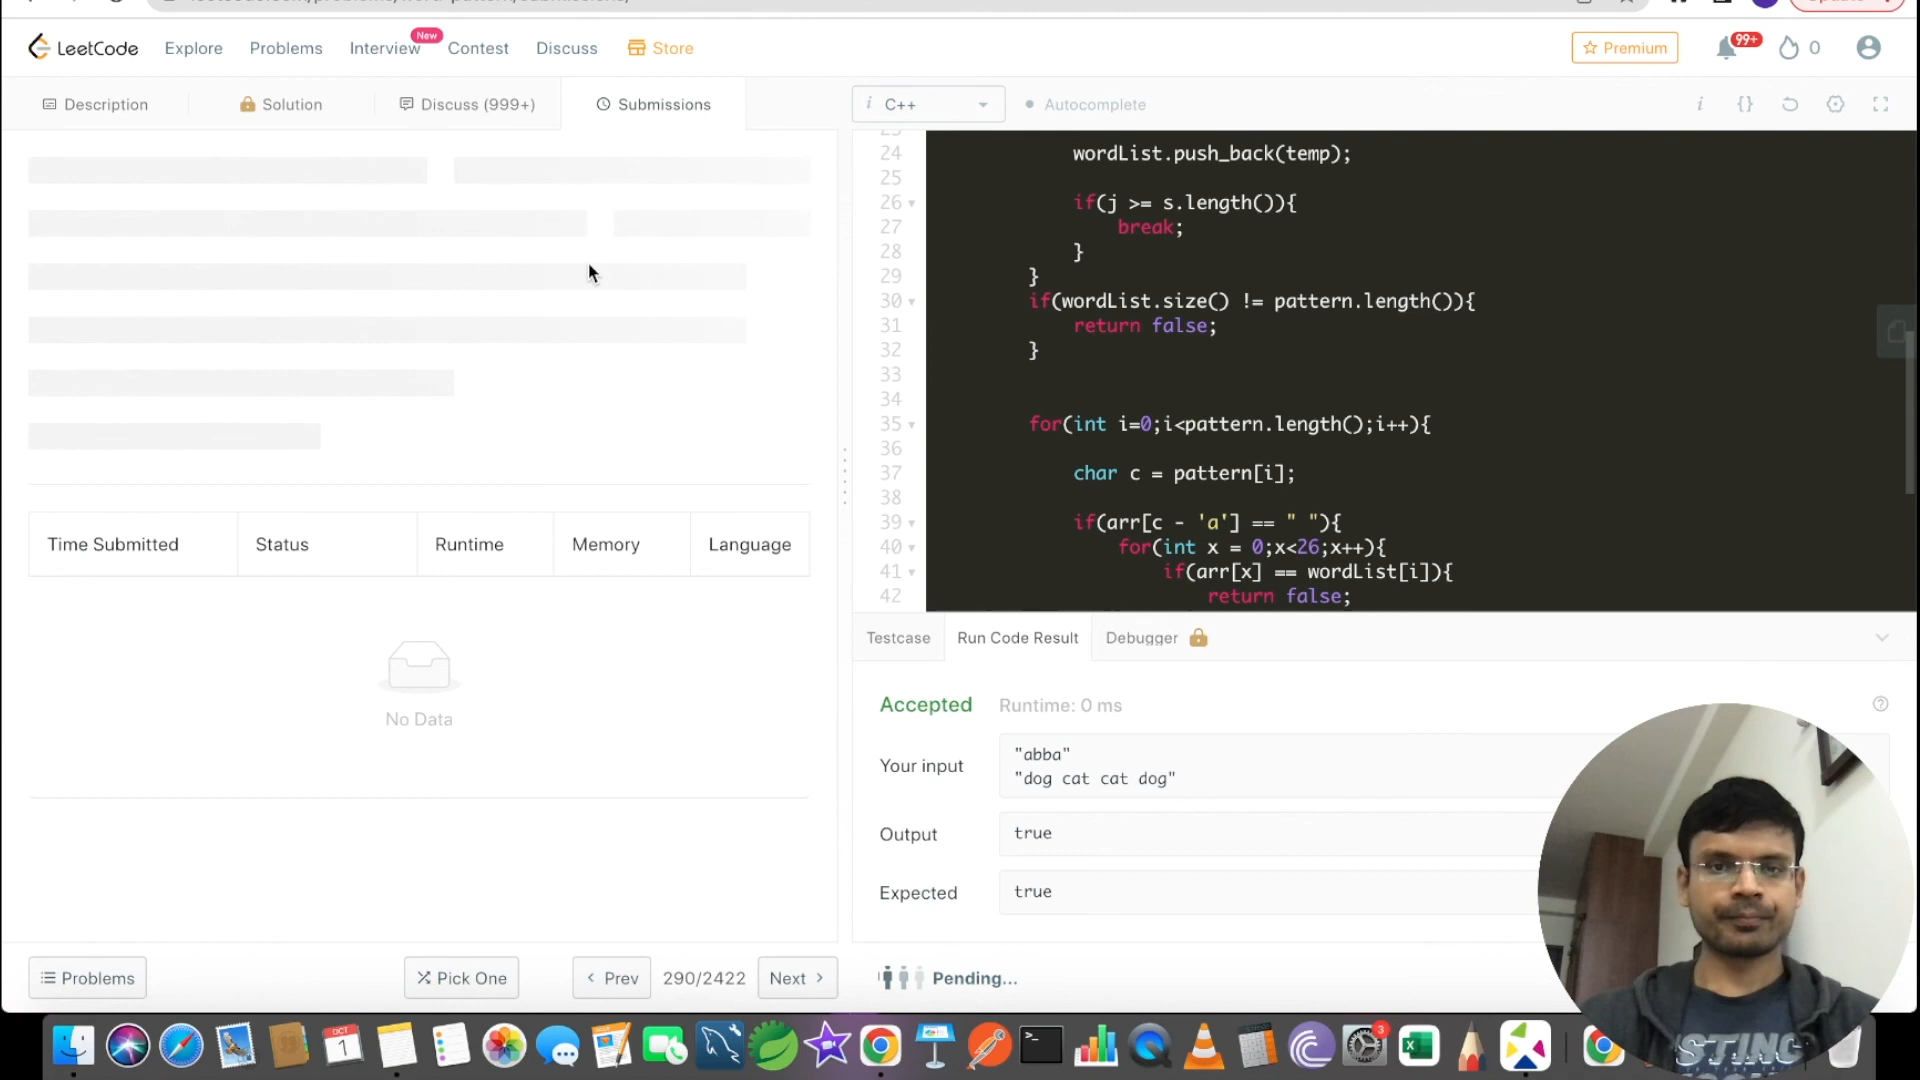 LeetCode Explore Problems Interview New Contest Discuss Store Premium 99+ 0
Description Solution Discuss (999+) Submissions i C++ Autocomplete i {}
24 wordList.push_back(temp);
25
26 if(j >= s.length()){
27 break;
28 }
29 }
30 if(wordList.size() != pattern.length()){
31 return false;
32 }
33
34
35 for(int i=0;i<pattern.length();i++){
36
37 char c = pattern[i];
38
39 if(arr[c - 'a'] == " "){
40 for(int x = 0;x<26;x++){
41 if(arr[x] == wordList[i]){
42 return false;
Time Submitted Status Runtime Memory Language
No Data
Testcase Run Code Result Debugger
Accepted Runtime: 0 ms
Your input
"abba"
"dog cat cat dog"
Output true
Expected true
Problems Pick One < Prev 290/2422 Next > Pending...
OCT
1
3
STING